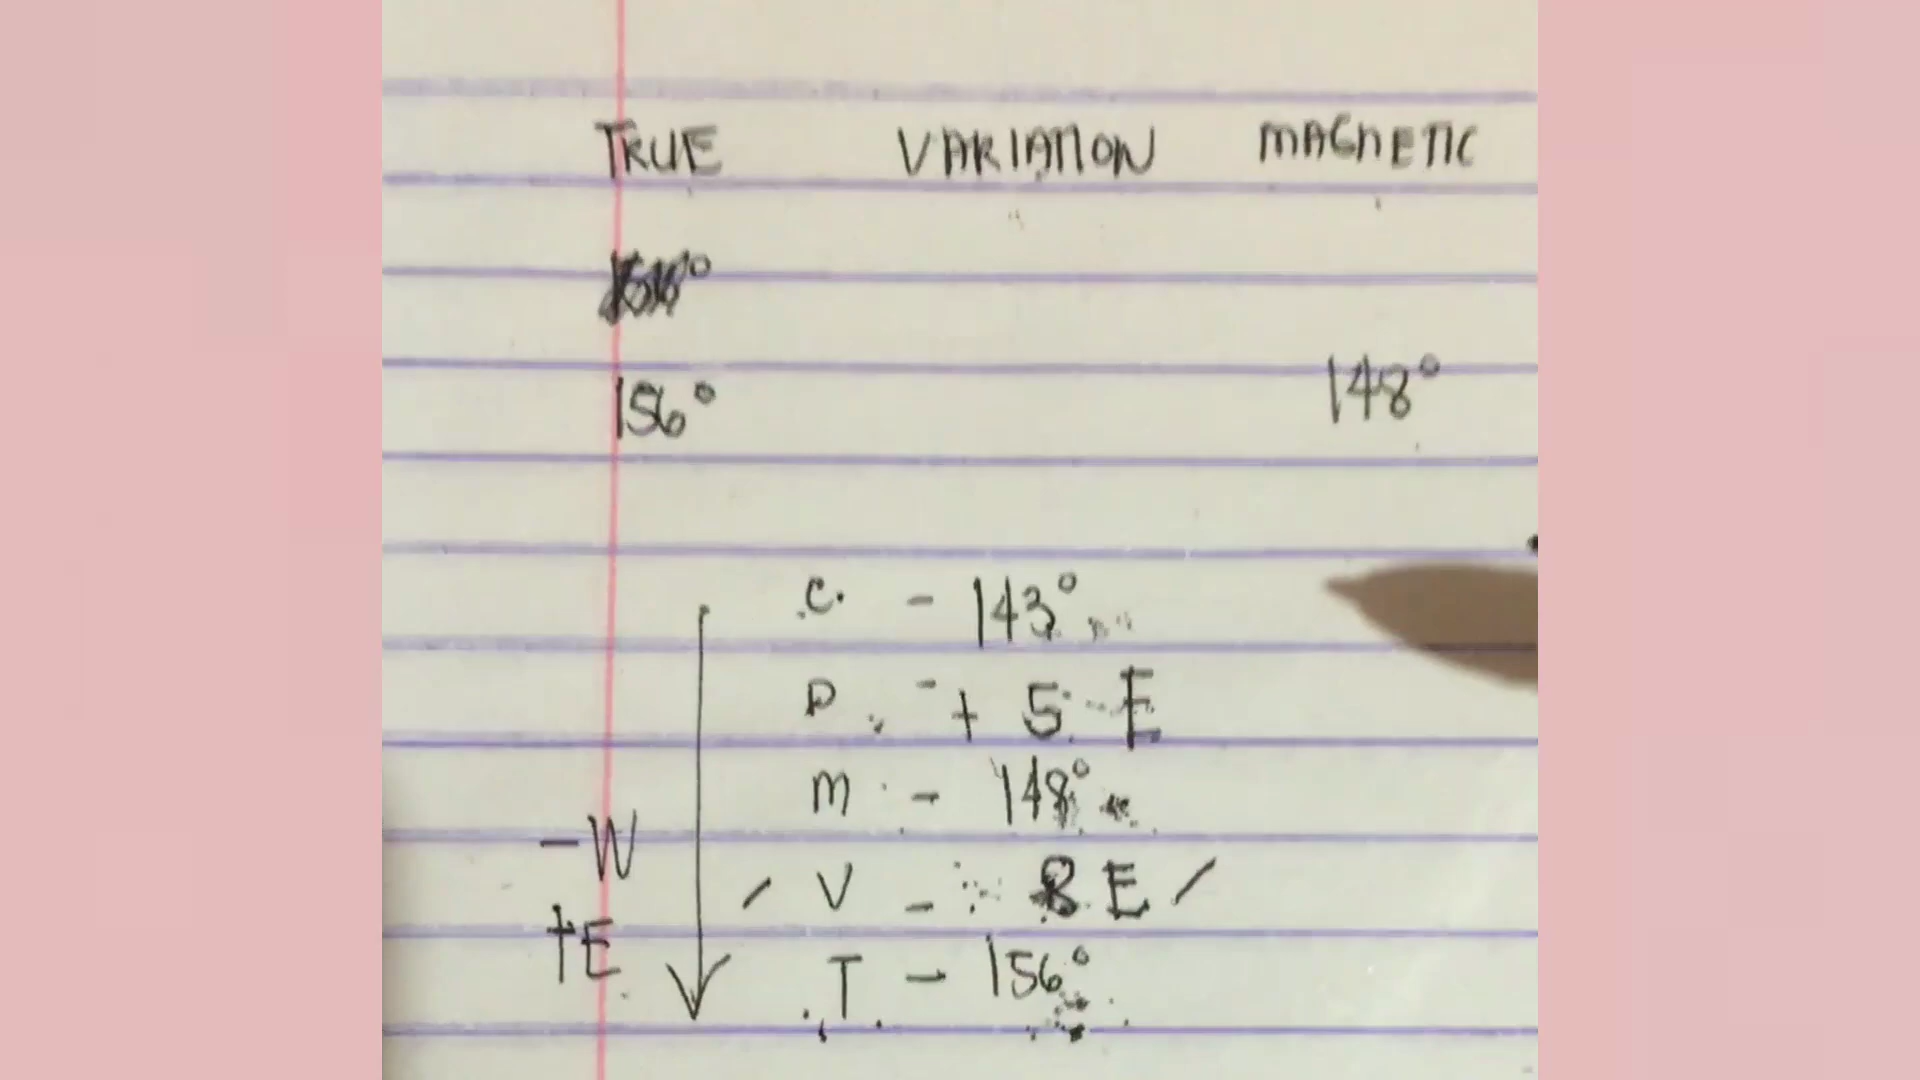 TRUE VARIATION MAGNETIC
156° 148°
C. - 143°
D. - + 5 E
M - 148°
-W
/ V - 8 E /
+E
T - 156°